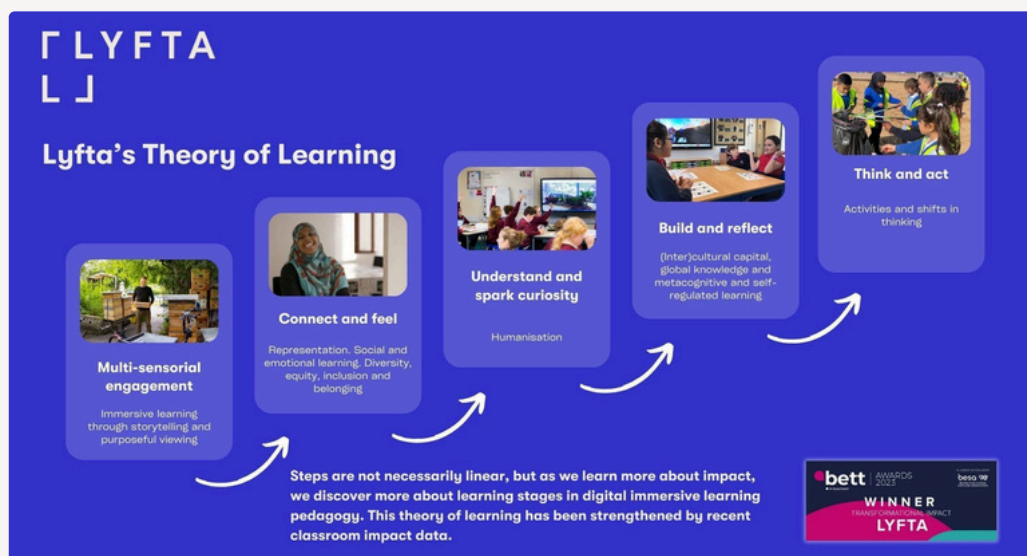 LYFTA
Lyfta's Theory of Learning
Multi-sensorial
engagement
Immersive learning
through storytelling and
purposeful viewing
Connect and feel
Representation. Social and
emotional learning. Diversity,
equity, inclusion and
belonging
Understand and
spark curiosity
Humanisation
Build and reflect
(Inter)cultural capital,
global knowledge and
metacognitive and self-
regulated learning
Think and act
Activities and shifts in
thinking
Steps are not necessarily linear, but as we learn more about impact,
we discover more about learning stages in digital immersive learning
pedagogy. This theory of learning has been strengthened by recent
classroom impact data.
bett AWARDS
2023
besa
WINNER
TRANSFORMATIONAL IMPACT
LYFTA